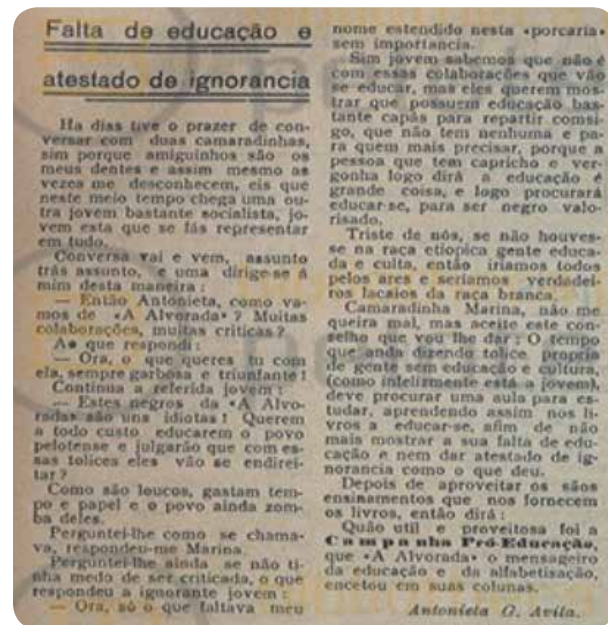 Falta de educação e
atestado de ignorancia
Ha dias tive o prazer de con-
versar com duas camaradinhas,
sim porque amiguinhos são os
meus dentes e assim mesmo as
vezes me desconhecem, eis que
neste meio tempo chega uma ou-
tra jovem bastante socialista, jo-
vem esta que se fás representar
em tudo.
Conversa vai e vem, assunto
trás assunto, e uma dirige-se á
mim desta maneira :
— Então Antonieta, como va-
mos de «A Alvorada» ? Muitas
colaborações, muitas criticas ?
Ao que respondi :
— Ora, o que queres tu com
ela, sempre garbosa e triunfante !
Continua a referida jovem :
— Estes negros da «A Alvo-
rada» são uns idiotas ! Querem
a todo custo educarem o povo
pelotense e julgarão que com es-
sas tolices eles vão se endirei-
tar ?
Como são loucos, gastam tem-
po e papel e o povo ainda zom-
ba deles.
Perguntei-lhe como se chama-
va, respondeu-me Marina.
Perguntei-lhe ainda se não ti-
nha medo de ser criticada, o que
respondeu a ignorante jovem :
— Ora, só o que faltava meu
nome estendido nesta «porcaria»
sem importancia.
Sim jovem sabemos que não é
com essas colaborações que vão
se educar, mas eles querem mos-
trar que possuem educação bas-
tante capás para repartir comsi-
go, que não tem nenhuma e pa-
ra quem mais precisar, porque a
pessoa que tem capricho e ver-
gonha logo dirá a educação é
grande coisa, e logo procurará
educar-se, para ser negro valo-
risado.
Triste de nós, se não houves-
se na raça etiopica gente educa-
da e culta, então iriamos todos
pelos ares e seriamos verdadei-
ros lacaios da raça branca.
Camaradinha Marina, não me
queira mal, mas aceite este con-
selho que vou lhe dar : O tempo
que anda dizendo tolice propria
de gente sem educação e cultura,
(como infelizmente está a jovem),
deve procurar uma aula para es-
tudar, aprendendo assim nos li-
vros a educar-se, afim de não
mais mostrar a sua falta de edu-
cação e nem dar atestado de ig-
norancia como o que deu.
Depois de aproveitar os sãos
ensinamentos que nos fornecem
os livros, então dirá :
Quão util e proveitosa foi a
Campanha Pró-Educação,
que «A Alvorada» o mensageiro
da educação e da alfabetisação,
encetou em suas colunas.
Antonieta G. Avila.